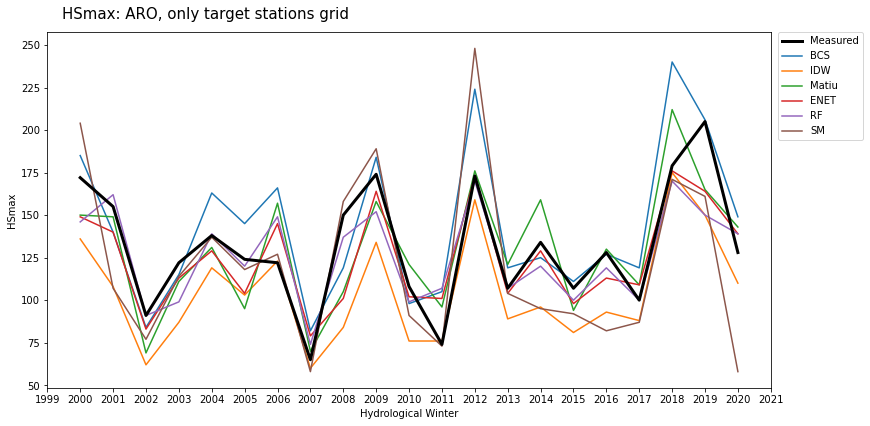 HSmax: ARO, only target stations grid
HSmax
250
225
200
175
150
125
100
75
50
1999 2000 2001 2002 2003 2004 2005 2006 2007 2008 2009 2010 2011 2012 2013 2014 2015 2016 2017 2018 2019 2020 2021
Hydrological Winter
Measured
BCS
IDW
Matiu
ENET
RF
SM